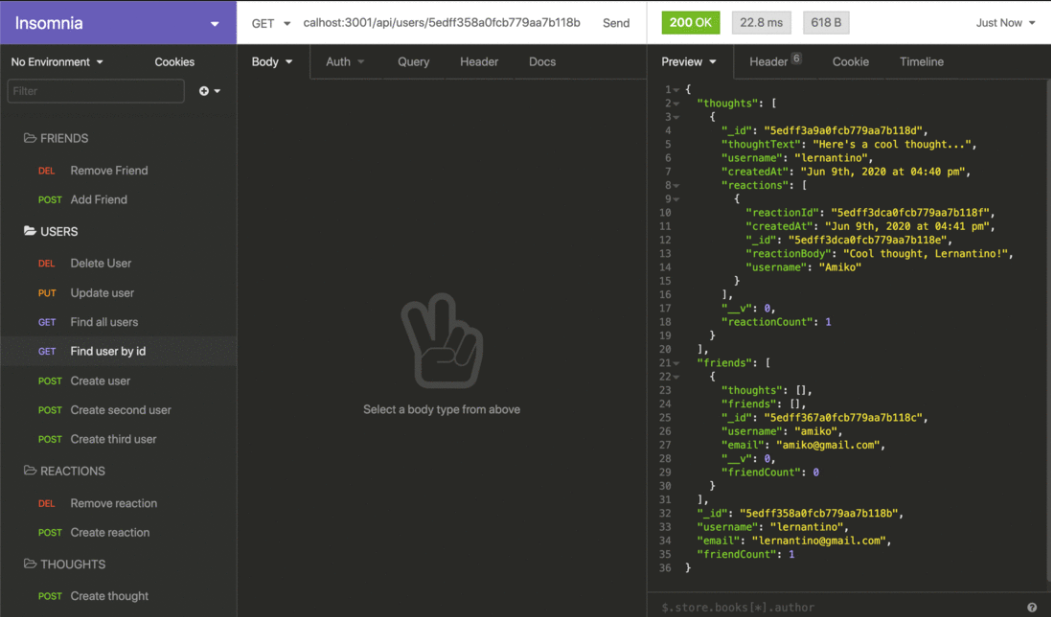 Insomnia
No Environment
Cookies
Filter
FRIENDS
DEL Remove Friend
POST Add Friend
USERS
DEL Delete User
PUT Update user
GET Find all users
GET Find user by id
POST Create user
POST Create second user
POST Create third user
REACTIONS
DEL Remove reaction
POST Create reaction
THOUGHTS
POST Create thought
GET calhost:3001/api/users/5edff358a0fcb779aa7b118b Send
Body Auth Query Header Docs
Select a body type from above
200 OK 22.8 ms 618 B Just Now
Preview Header 6 Cookie Timeline
1 {
2 "thoughts": [
3 {
4 "_id": "5edff3a9a0fcb779aa7b118d",
5 "thoughtText": "Here's a cool thought...",
6 "username": "lernantino",
7 "createdAt": "Jun 9th, 2020 at 04:40 pm",
8 "reactions": [
9 {
10 "reactionId": "5edff3dca0fcb779aa7b118f",
11 "createdAt": "Jun 9th, 2020 at 04:41 pm",
12 "_id": "5edff3dca0fcb779aa7b118e",
13 "reactionBody": "Cool thought, Lernantino!",
14 "username": "Amiko"
15 }
16 ],
17 "__v": 0,
18 "reactionCount": 1
19 }
20 ],
21 "friends": [
22 {
23 "thoughts": [],
24 "friends": [],
25 "_id": "5edff367a0fcb779aa7b118c",
26 "username": "amiko",
27 "email": "amiko@gmail.com",
28 "__v": 0,
29 "friendCount": 0
30 }
31 ],
32 "_id": "5edff358a0fcb779aa7b118b",
33 "username": "lernantino",
34 "email": "lernantino@gmail.com",
35 "friendCount": 1
36 }
$.store.books[*].author